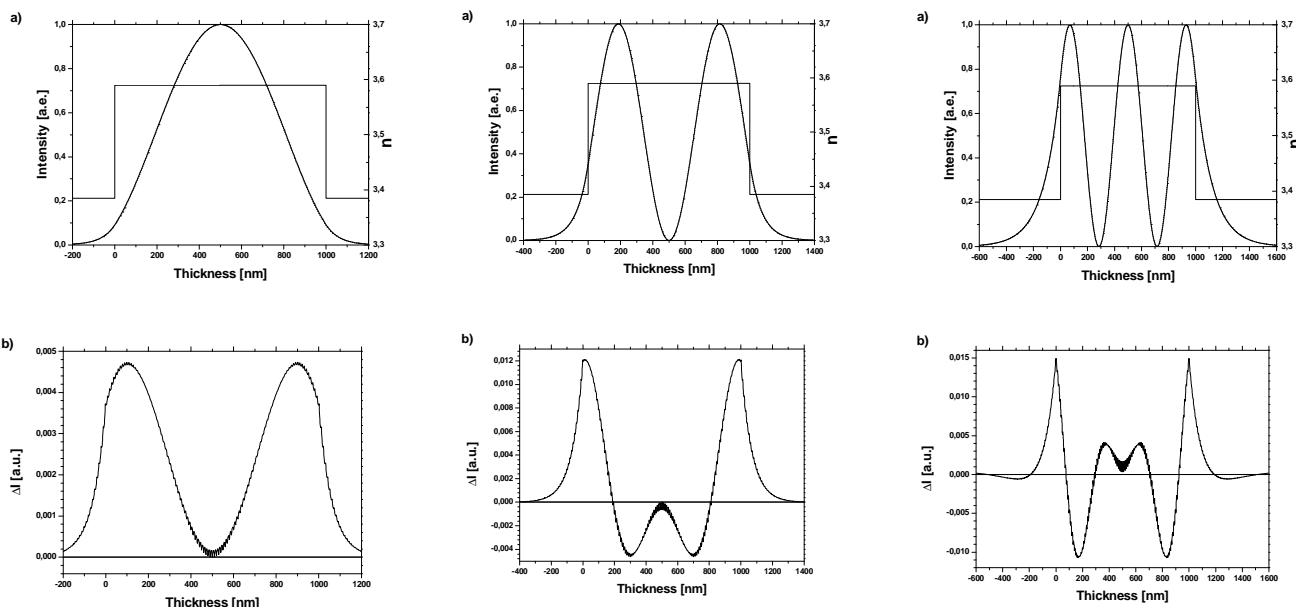 a)
1,0
0,8
0,6
0,4
0,2
0,0
Intensity [a.e.]
3,7
3,6
3,5
3,4
3,3
n
-200 0 200 400 600 800 1000 1200
Thickness [nm]
a)
1,0
0,8
0,6
0,4
0,2
0,0
Intensity [a.e.]
3,7
3,6
3,5
3,4
3,3
n
-400 -200 0 200 400 600 800 1000 1200 1400
Thickness [nm]
a)
1,0
0,8
0,6
0,4
0,2
0,0
Intensity [a.e.]
3,7
3,6
3,5
3,4
3,3
n
-600 -400 -200 0 200 400 600 800 1000 1200 1400 1600
Thickness [nm]
b)
0,005
0,004
0,003
0,002
0,001
0,000
ΔI [a.u.]
-200 0 200 400 600 800 1000 1200
Thickness [nm]
b)
0,012
0,010
0,008
0,006
0,004
0,002
0,000
-0,002
-0,004
ΔI [a.u.]
-400 -200 0 200 400 600 800 1000 1200 1400
Thickness [nm]
b)
0,015
0,010
0,005
0,000
-0,005
-0,010
ΔI [a.u.]
-600 -400 -200 0 200 400 600 800 1000 1200 1400 1600
Thickness [nm]